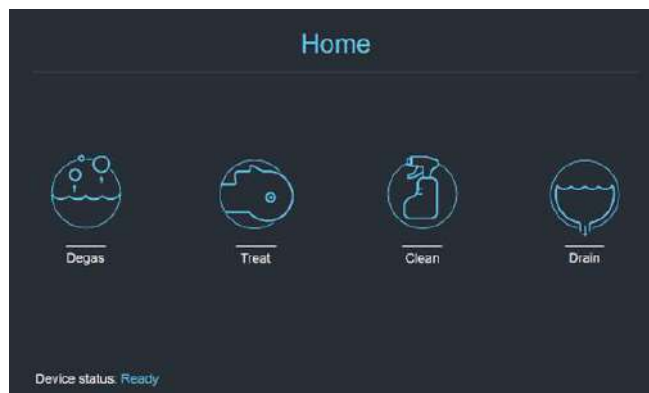 Home
Degas
Treat
Clean
Drain
Device status: Ready